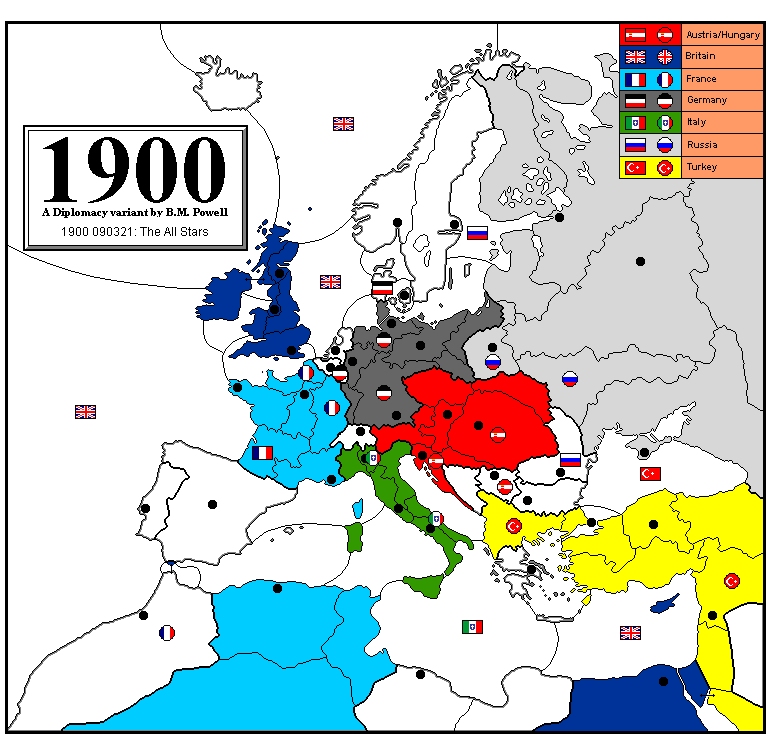 1900
A Diplomacy variant by B.M. Powell
1900 090321: The All Stars
Austria/Hungary
Britain
France
Germany
Italy
Russia
Turkey